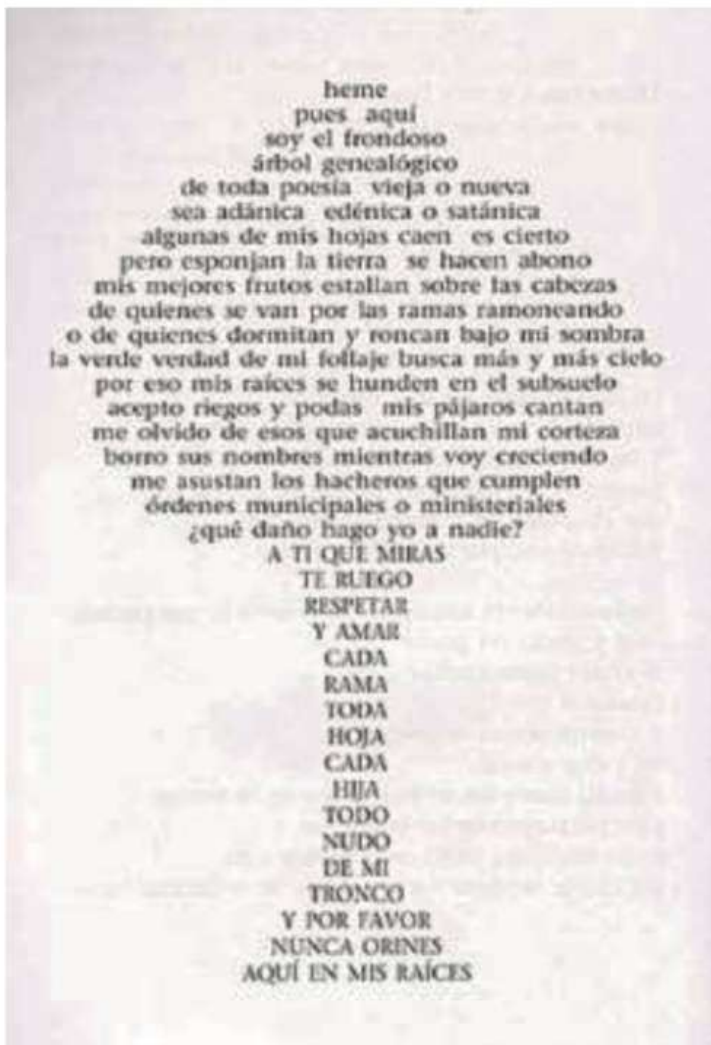 heme
pues aquí
soy el frondoso
árbol genealógico
de toda poesía vieja o nueva
sea adánica edénica o satánica
algunas de mis hojas caen es cierto
pero esponjan la tierra se hacen abono
mis mejores frutos estallan sobre las cabezas
de quienes se van por las ramas ramoneando
o de quienes dormitan y roncan bajo mi sombra
la verde verdad de mi follaje busca más y más cielo
por eso mis raíces se hunden en el subsuelo
acepto riegos y podas mis pájaros cantan
me olvido de esos que acuchillan mi corteza
borro sus nombres mientras voy creciendo
me asustan los hacheros que cumplen
órdenes municipales o ministeriales
¿qué daño hago yo a nadie?
A TI QUE MIRAS
TE RUEGO
RESPETAR
Y AMAR
CADA
RAMA
TODA
HOJA
CADA
HIJA
TODO
NUDO
DE MI
TRONCO
Y POR FAVOR
NUNCA ORINES
AQUÍ EN MIS RAÍCES